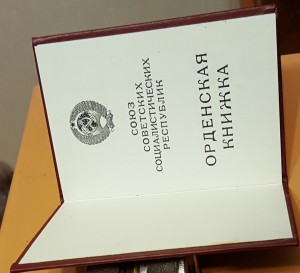 СОЮЗ
СОВЕТСКИХ
СОЦИАЛИСТИЧЕСКИХ
РЕСПУБЛИК
ОРДЕНСКАЯ
КНИЖКА